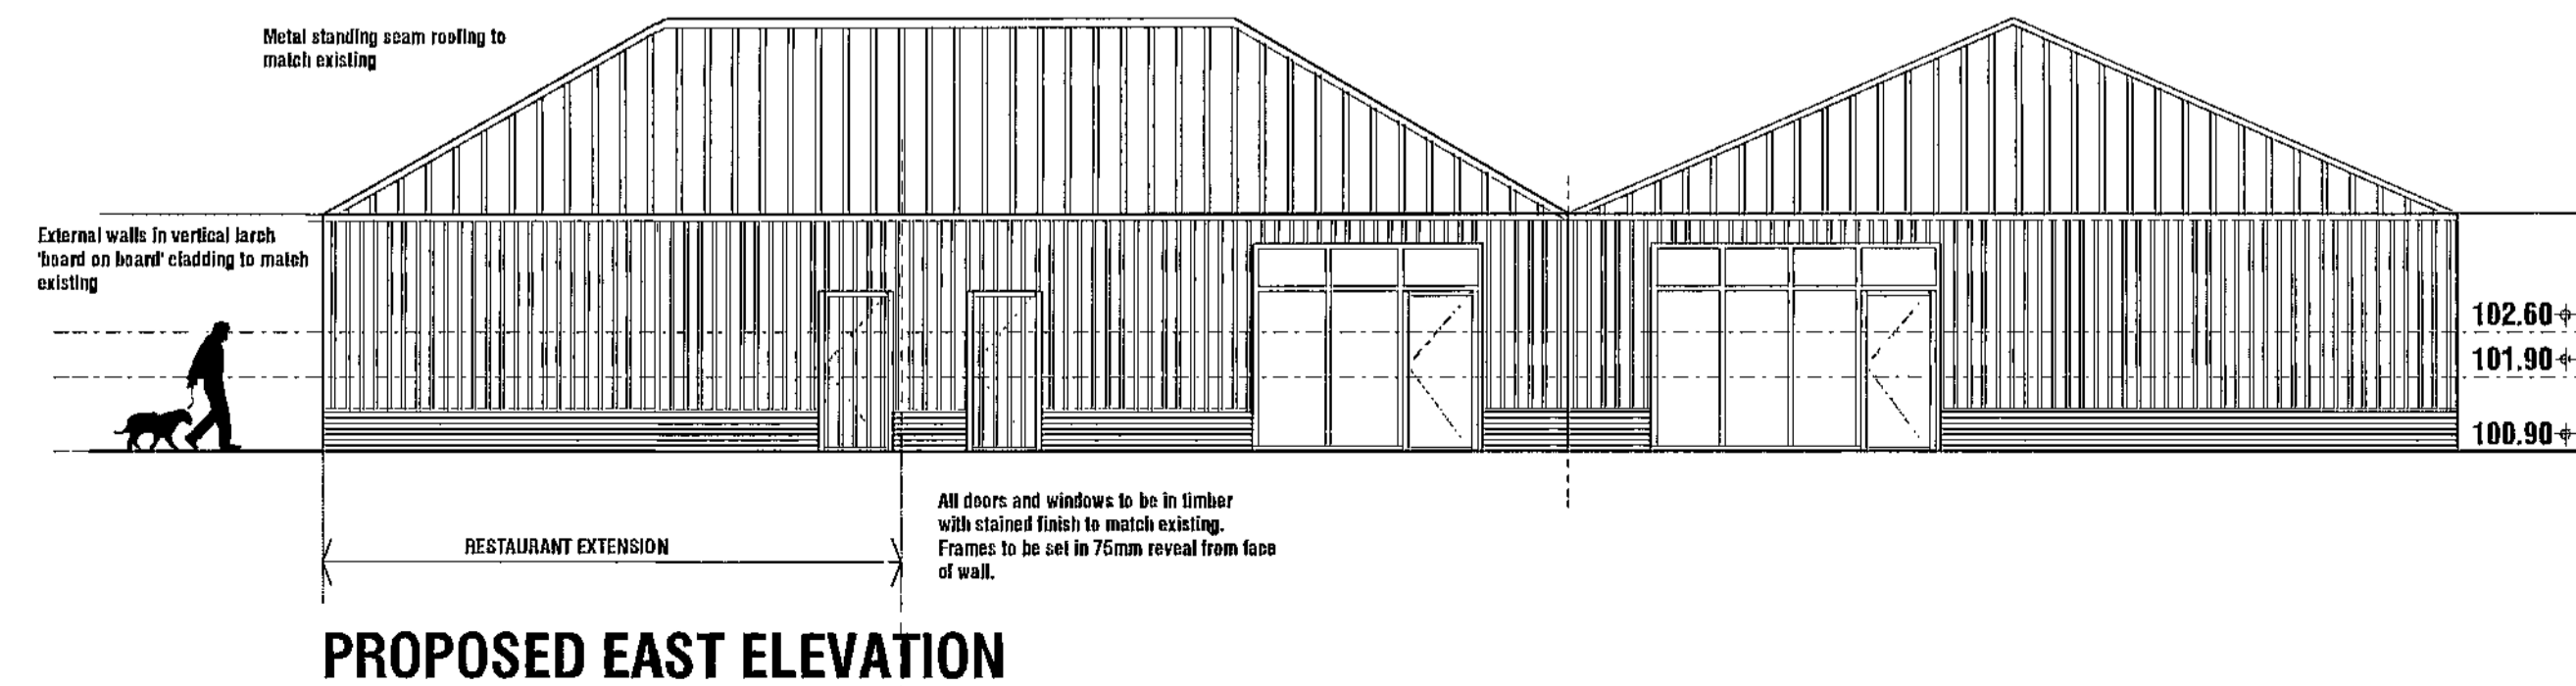 Metal standing seam roofing to
match existing
External walls in vertical larch
'board on board' cladding to match
existing
102.60
101.90
100.90
All doors and windows to be in timber
with stained finish to match existing.
Frames to be set in 75mm reveal from face
of wall.
RESTAURANT EXTENSION
PROPOSED EAST ELEVATION